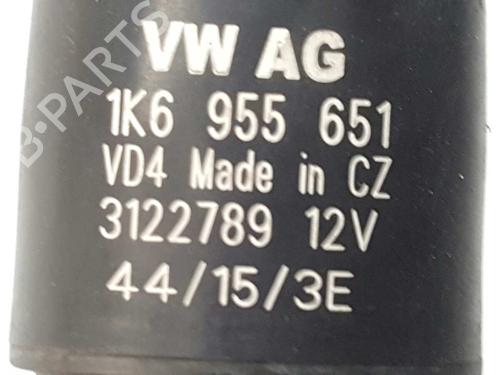 VW AG
1K6 955 651
VD4 Made in CZ
3122789 12V
44/15/3E
B-PARTS